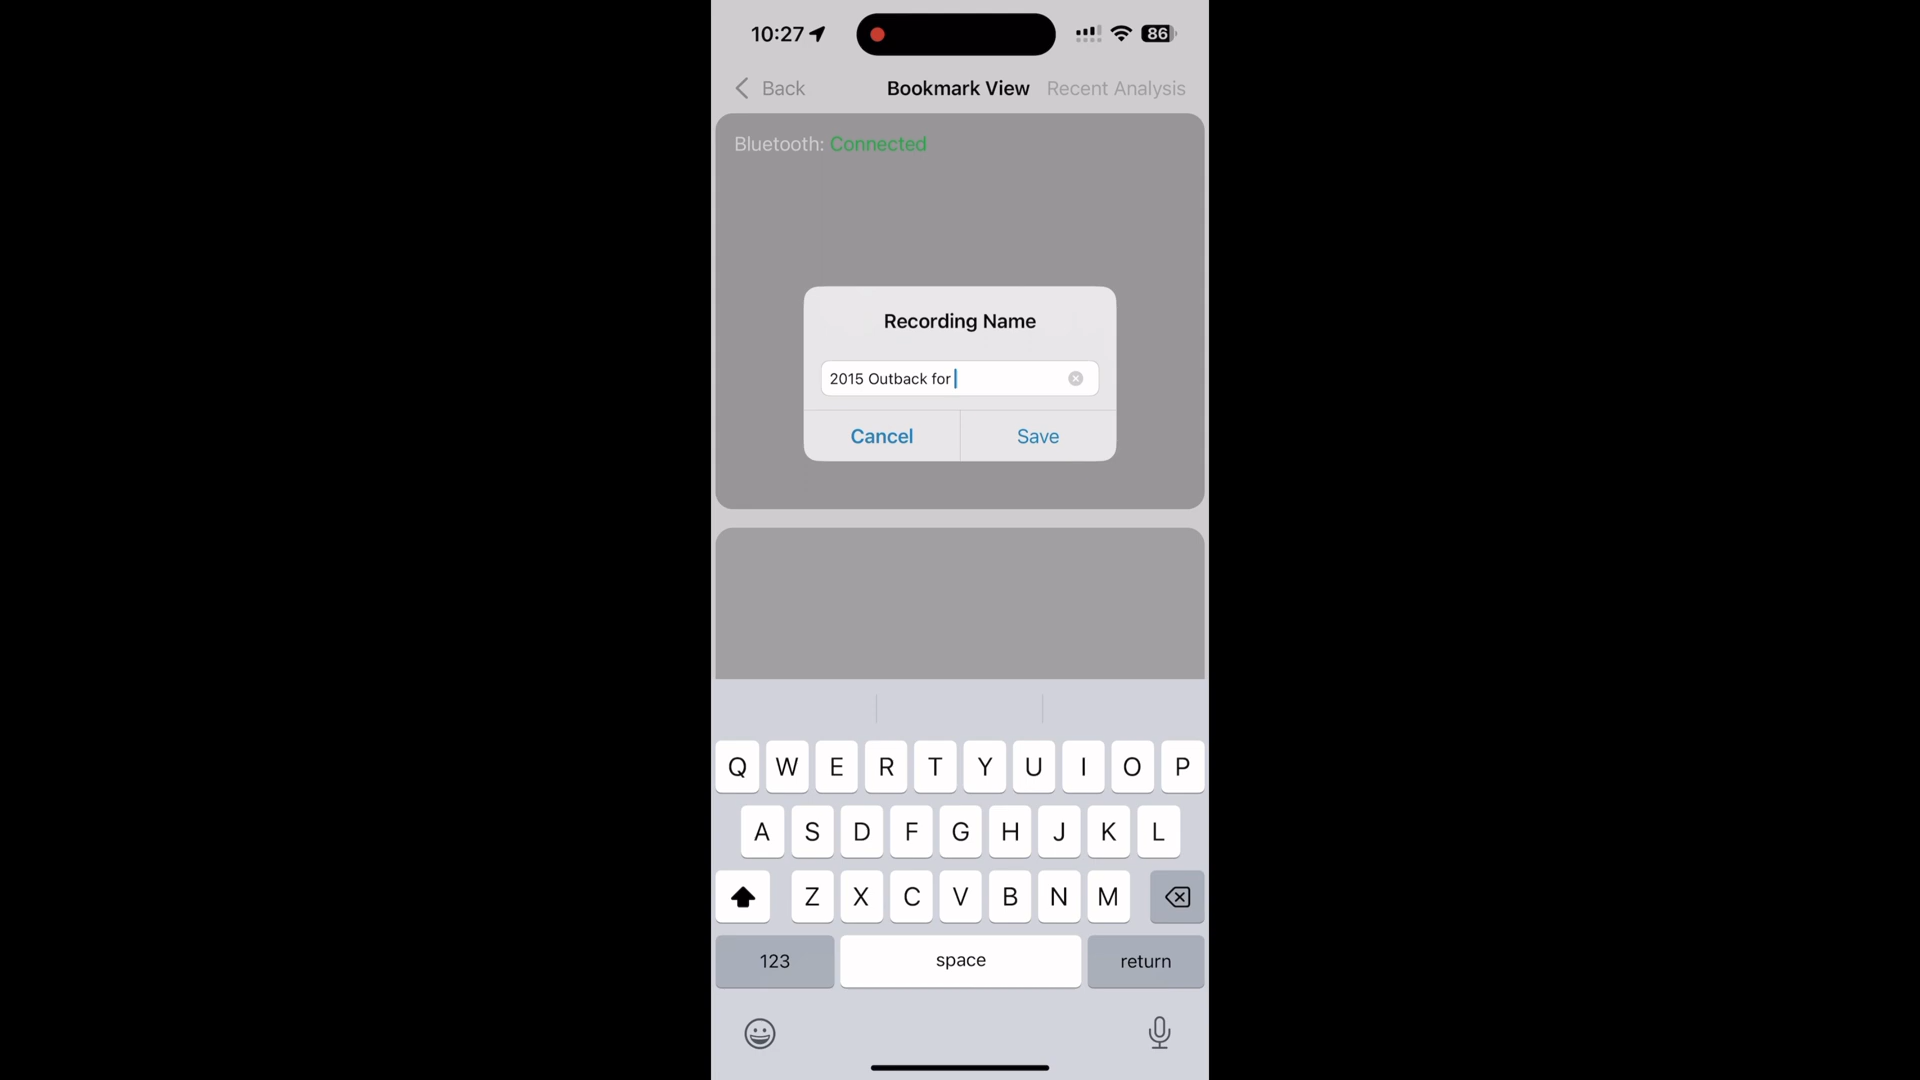 10:27
86
Back
Bookmark View
Recent Analysis
Bluetooth: Connected
Recording Name
2015 Outback for
Cancel
Save
Q W E R T Y U I O P
A S D F G H J K L
Z X C V B N M
123
space
return